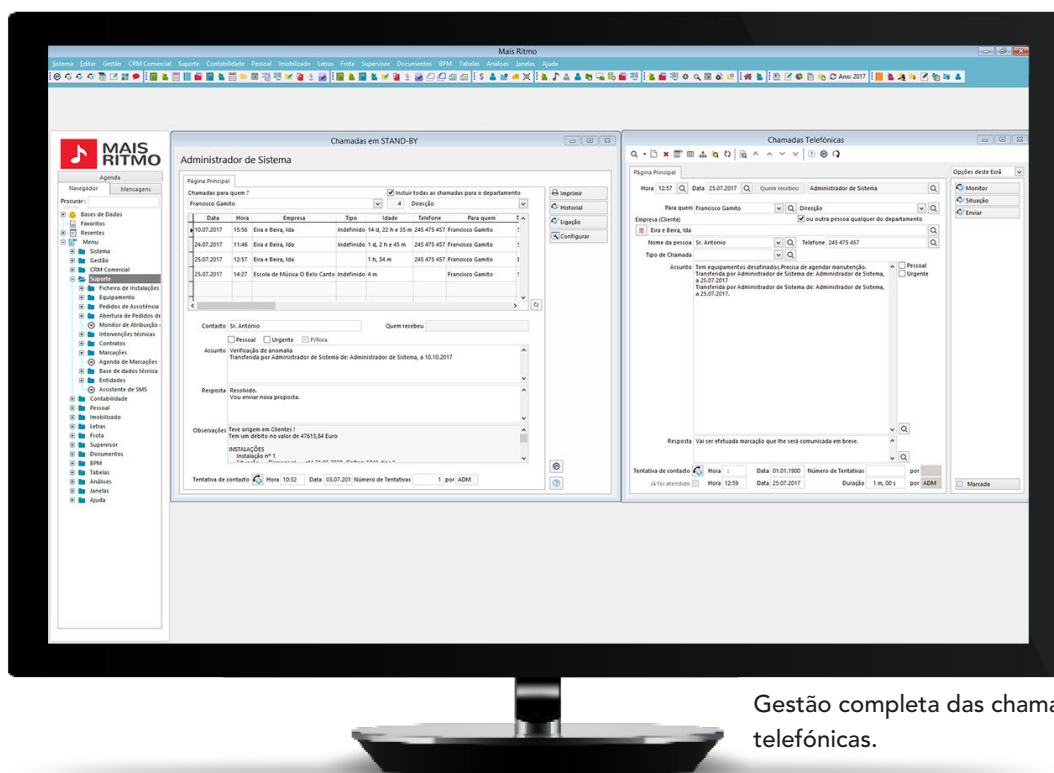 Mais Ritmo
Sistema Editar Gestão CRM Comercial Suporte Contabilidade Pessoal Imobilizado Letras Frota Supervisor Documentos BPM Tabelas Análises Janelas Ajuda
Ano: 2017
MAIS
RITMO
Agenda
Navegador Mensagens
Procurar:
Bases de Dados
Favoritos
Recentes
Menu
Sistema
Gestão
CRM Comercial
Suporte
Fichero de Instalações
Equipamento
Pedidos de Assistência
Abertura de Pedidos de
Monitor de Atribuição
Intervenções técnicas
Contratos
Marcações
Agenda de Marcações
Base de dados técnica
Entidades
Assistente de SMS
Contabilidade
Pessoal
Imobilizado
Letras
Frota
Supervisor
Documentos
BPM
Tabelas
Análises
Janelas
Ajuda
Chamadas em STAND-BY
Administrador de Sistema
Página Principal
Chamadas para quem ? Incluir todas as chamadas para o departamento
Francisco Gamito 4 Direcção
Data Hora Empresa Tipo Idade Telefone Para quem
10.07.2017 15:56 Eira e Beira, lda Indefinido 14 d, 22 h e 35 m 245 475 457 Francisco Gamito
24.07.2017 11:46 Eira e Beira, lda Indefinido 1 d, 2 h e 45 m 245 475 457 Francisco Gamito
25.07.2017 12:57 Eira e Beira, lda 1 h, 34 m 245 475 457 Francisco Gamito
25.07.2017 14:27 Escola de Música O Belo Canto Indefinido 4 m Francisco Gamito
Imprimir
Historial
Ligação
Configurar
Contacto Sr. António Quem recebeu
Pessoal Urgente P/fora
Assunto Verificação de anomalia
Transferida por Administrador de Sistema de: Administrador de Sistema, a 10.10.2017
Resposta Resolvido.
Vou enviar nova proposta.
Observações Teve origem em Clientes !
Tem um débito no valor de 47613,84 Euro
INSTALAÇÕES
Instalação nº 1
Tentativa de contacto Hora 10:32 Data 03.07.201 Número de Tentativas 1 por ADM
Chamadas Telefónicas
Página Principal
Hora 12:57 Data 25.07.2017 Quem recebeu Administrador de Sistema
Para quem Francisco Gamito Direcção
Empresa (Cliente) ou outra pessoa qualquer do departamento
Eira e Beira, lda
Nome da pessoa Sr. António Telefone 245 475 457
Tipo de Chamada
Assunto Tem equipamentos desafinados.Precisa de agendar manutenção.
Transferida por Administrador de Sistema de: Administrador de Sistema,
a 25.07.2017
Transferida por Administrador de Sistema de: Administrador de Sistema,
a 25.07.2017.
Pessoal
Urgente
Resposta Vai ser efetuada marcação que lhe será comunicada em breve.
Tentativa de contacto Hora : Data 01.01.1900 Número de Tentativas por
Já foi atendido Hora 12:59 Data 25.07.2017 Duração 1 m, 00 s por ADM
Opções deste Ecrã
Monitor
Situação
Enviar
Marcada
Gestão completa das chama
telefónicas.